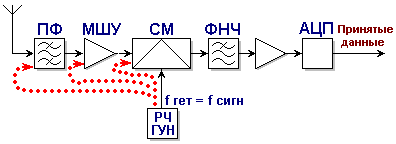 ПФ МШУ СМ ФНЧ АЦП Принятые
данные
f гет = f сигн
РЧ
ГУН